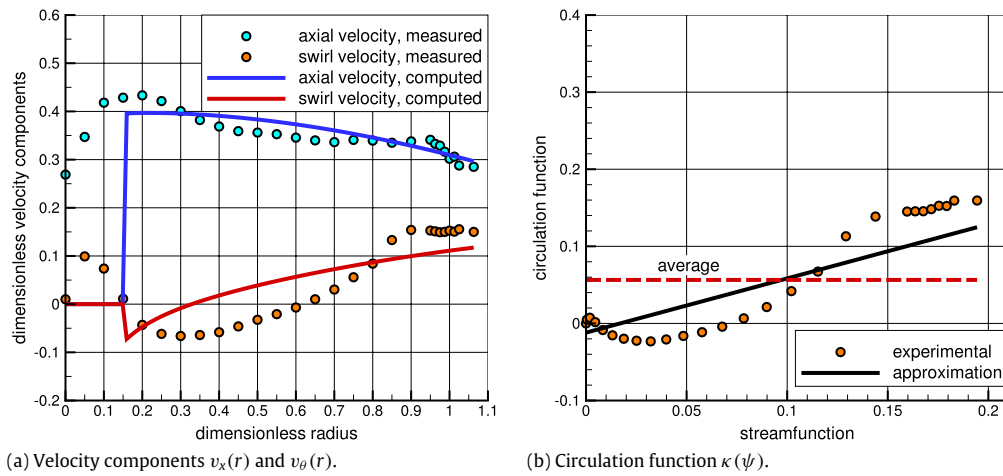 0.6
0.5
0.4
0.3
0.2
0.1
0
-0.1
-0.2
dimensionless velocity components
axial velocity, measured
swirl velocity, measured
axial velocity, computed
swirl velocity, computed
0 0.1 0.2 0.3 0.4 0.5 0.6 0.7 0.8 0.9 1 1.1
dimensionless radius
(a) Velocity components vₓ(r) and v_θ(r).
0.4
0.3
0.2
0.1
0
-0.1
circulation function
average
experimental
approximation
0 0.05 0.1 0.15 0.2
streamfunction
(b) Circulation function κ(ψ).